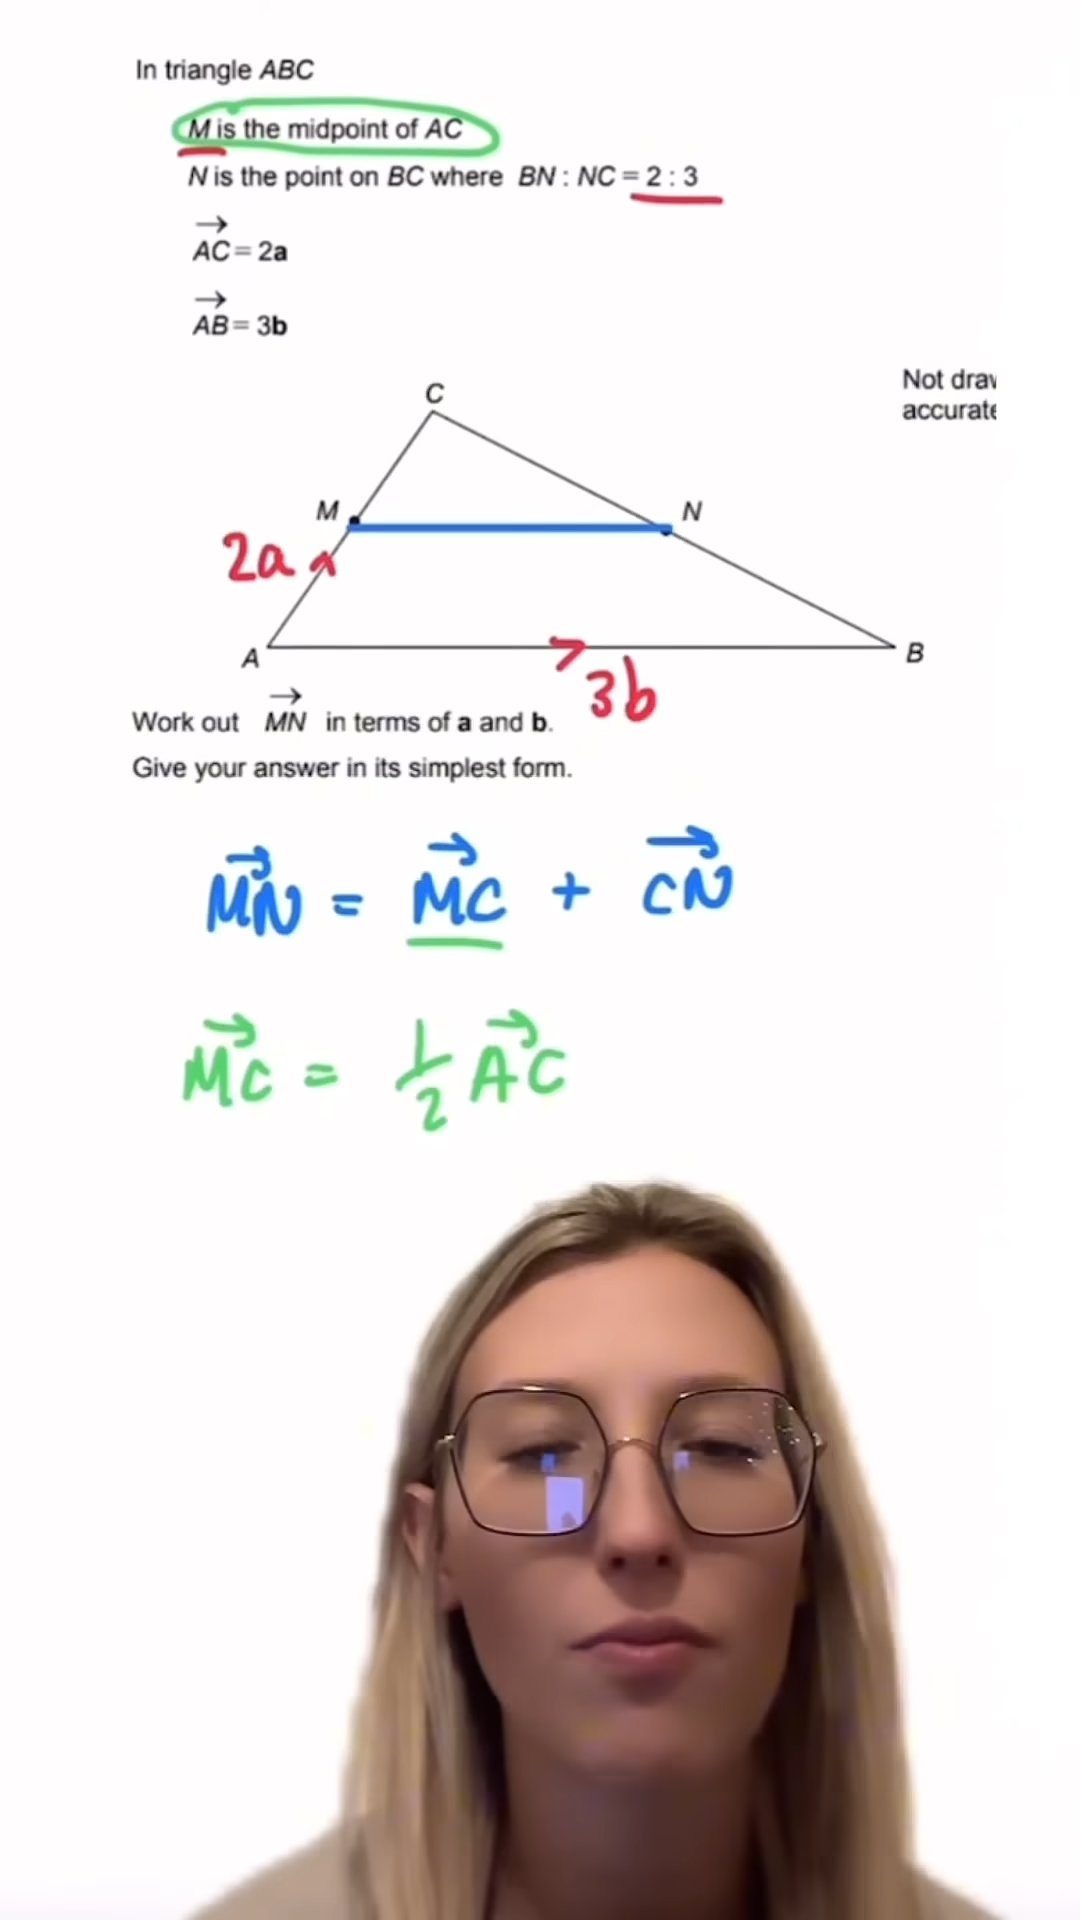 In triangle ABC
M is the midpoint of AC
N is the point on BC where BN : NC = 2 : 3
→
AC = 2a
→
AB = 3b
Not draw
accurate
C
M
N
2a
A
B
3b
→
Work out MN in terms of a and b.
Give your answer in its simplest form.
MN = MC + CN
MC = 1/2 AC